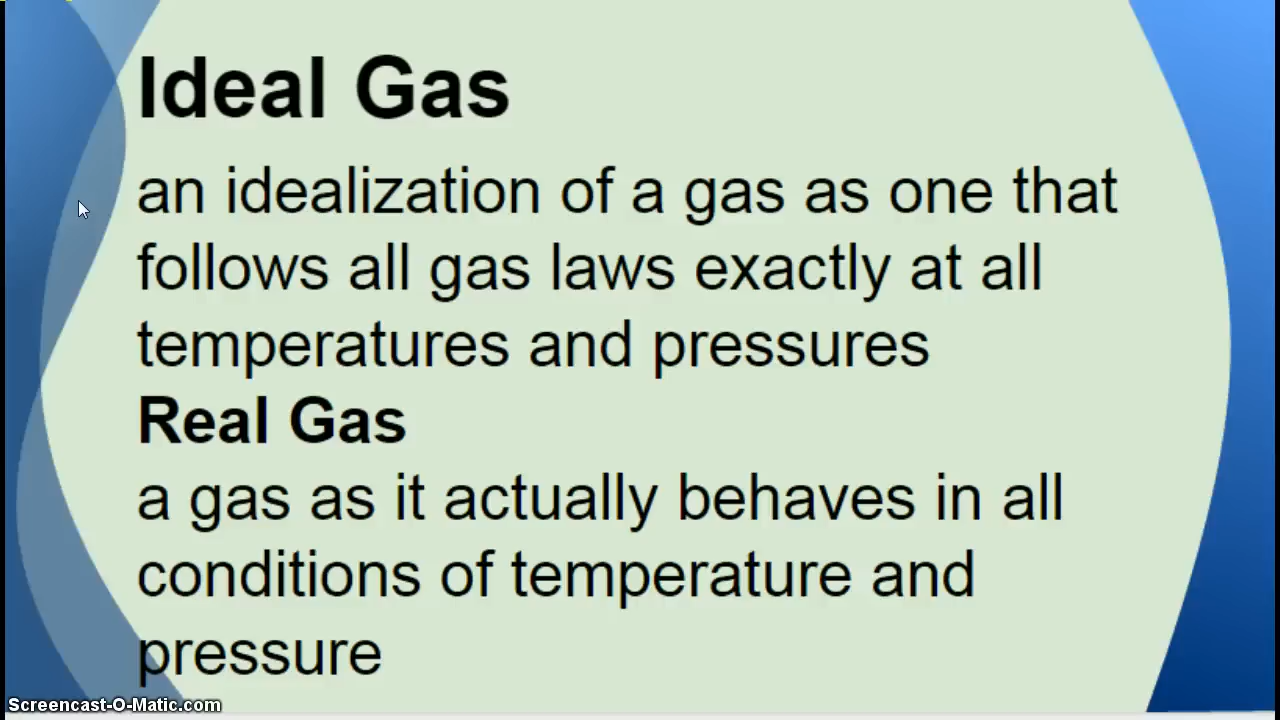 Ideal Gas
an idealization of a gas as one that
follows all gas laws exactly at all
temperatures and pressures
Real Gas
a gas as it actually behaves in all
conditions of temperature and
pressure
Screencast-O-Matic.com